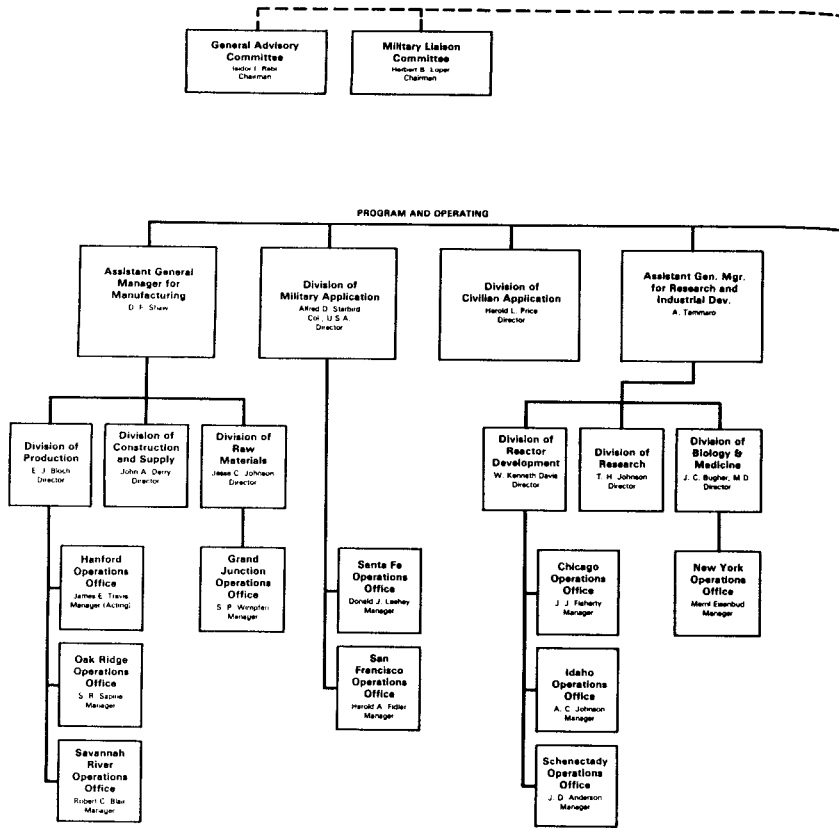 General Advisory
Committee
Isidor I. Rabi
Chairman
Military Liaison
Committee
Herbert B. Loper
Chairman
PROGRAM AND OPERATING
Assistant General
Manager for
Manufacturing
D. F. Shaw
Division of
Military Application
Alfred D. Starbird
Col., U.S.A.
Director
Division of
Civilian Application
Harold L. Price
Director
Assistant Gen. Mgr.
for Research and
Industrial Dev.
A. Tammaro
Division of
Production
E. J. Bloch
Director
Division of
Construction
and Supply
John A. Derry
Director
Division of
Raw
Materials
Jesse C. Johnson
Director
Division of
Reactor
Development
W. Kenneth Davis
Director
Division of
Research
T. H. Johnson
Director
Division of
Biology &
Medicine
J. C. Bugher, M.D.
Director
Hanford
Operations
Office
James E. Travis
Manager (Acting)
Grand
Junction
Operations
Office
S. P. Wimpfen
Manager
Santa Fe
Operations
Office
Donald J. Leehey
Manager
Chicago
Operations
Office
J. J. Flaherty
Manager
New York
Operations
Office
Merril Eisenbud
Manager
Oak Ridge
Operations
Office
S. R. Sapirie
Manager
San
Francisco
Operations
Office
Harold A. Fidler
Manager
Idaho
Operations
Office
A. C. Johnson
Manager
Savannah
River
Operations
Office
Robert C. Blair
Manager
Schenectady
Operations
Office
J. D. Anderson
Manager